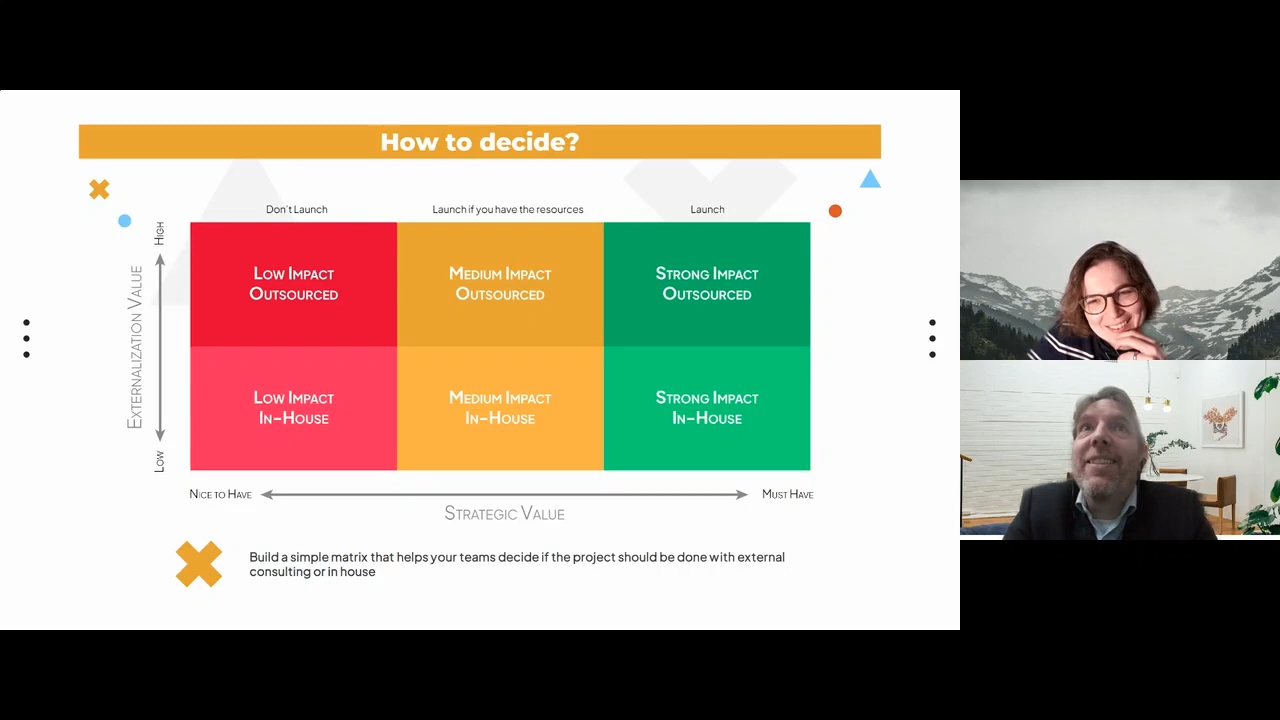 How to decide?
Don't Launch
Launch if you have the resources
Launch
High
Externalization Value
Low
Low Impact
Outsourced
Medium Impact
Outsourced
Strong Impact
Outsourced
Low Impact
In-House
Medium Impact
In-House
Strong Impact
In-House
Nice to Have
Must Have
Strategic Value
Build a simple matrix that helps your teams decide if the project should be done with external
consulting or in house